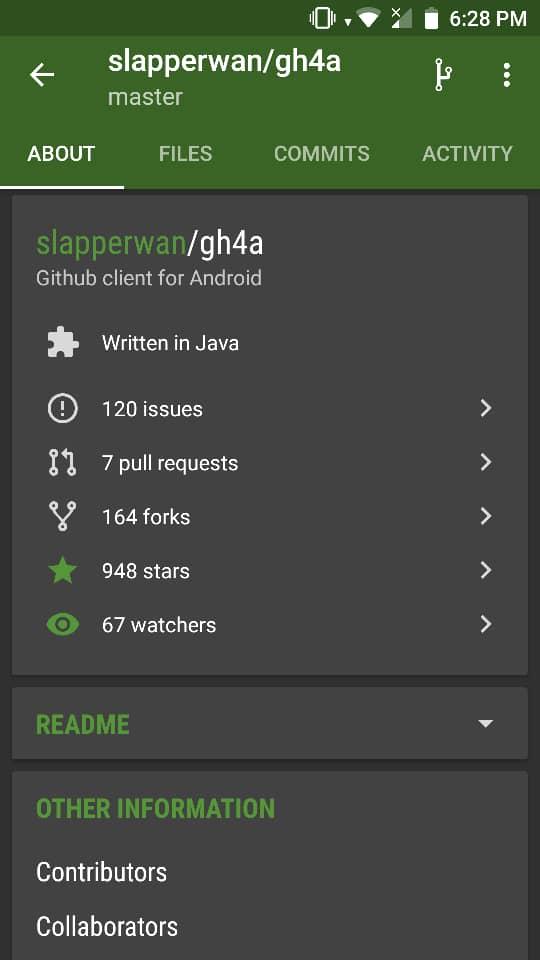 6:28 PM
slapperwan/gh4a
master
ABOUT FILES COMMITS ACTIVITY
slapperwan/gh4a
Github client for Android
Written in Java
120 issues
7 pull requests
164 forks
948 stars
67 watchers
README
OTHER INFORMATION
Contributors
Collaborators